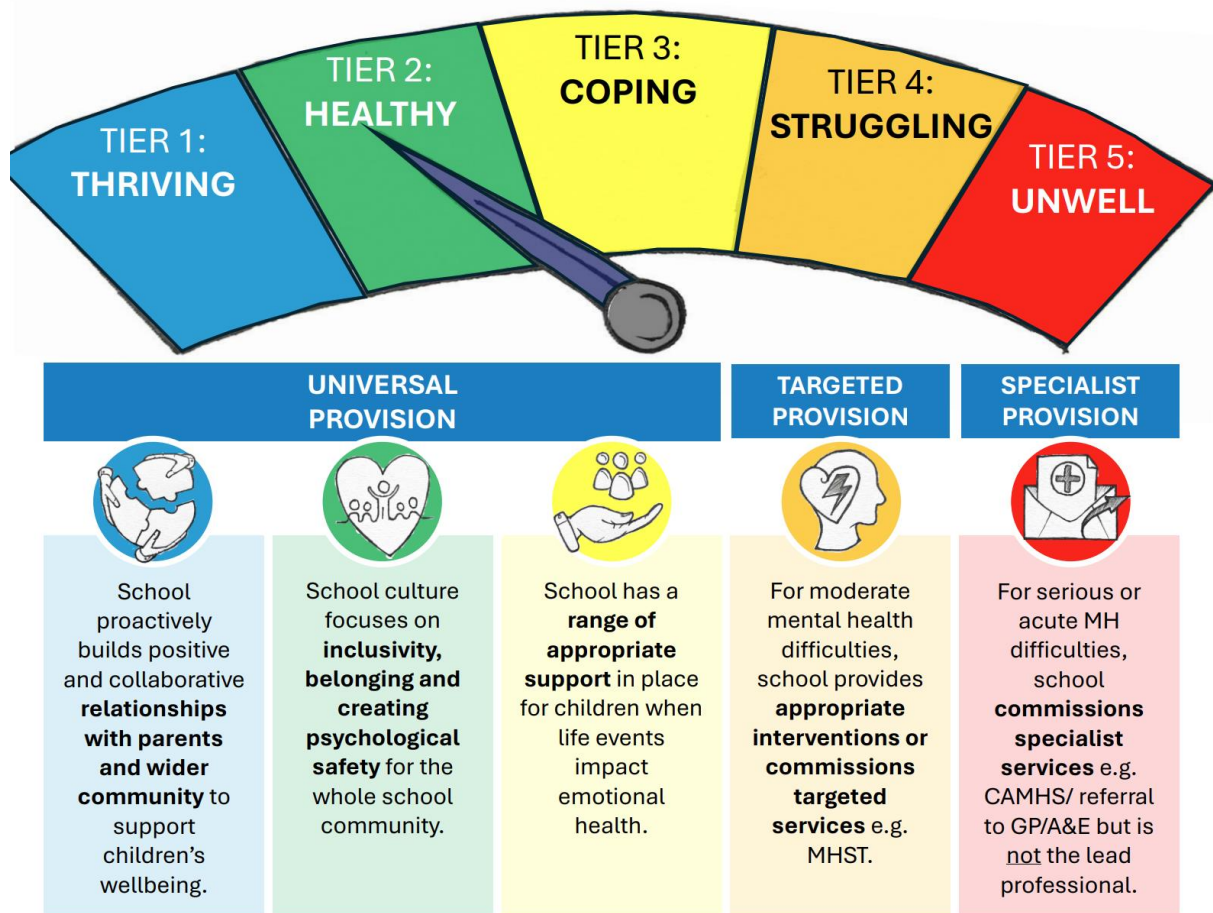 TIER 1:
THRIVING
TIER 2:
HEALTHY
TIER 3:
COPING
TIER 4:
STRUGGLING
TIER 5:
UNWELL
UNIVERSAL
PROVISION
TARGETED
PROVISION
SPECIALIST
PROVISION
School
proactively
builds positive
and collaborative
relationships
with parents
and wider
community to
support
children’s
wellbeing.
School culture
focuses on
inclusivity,
belonging and
creating
psychological
safety for the
whole school
community.
School has a
range of
appropriate
support in place
for children when
life events
impact
emotional
health.
For moderate
mental health
difficulties,
school provides
appropriate
interventions or
commissions
targeted
services e.g.
MHST.
For serious or
acute MH
difficulties,
school
commissions
specialist
services e.g.
CAMHS/ referral
to GP/A&E but is
not the lead
professional.